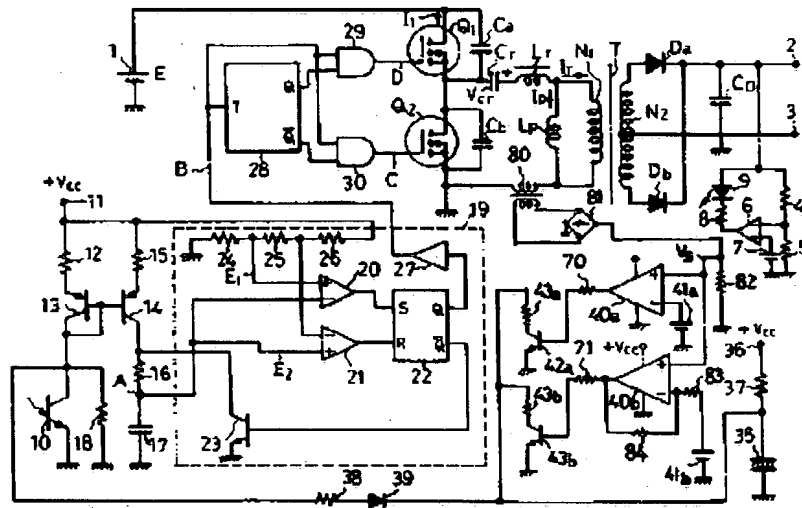 I₁ Q₁
29
Ca
Cr
Lr
Ir
N₁ T Da
2
1 E
D
Vcr
Ip
Co
T Q
Q₂
Lp
N₂
3
B
Q̅
Cb
28
30 C
80
Db
81
9
8
6
4
7
5
+Vcc
11
19
12
15
24 25 26
27
E₁
20
S Q
13
14
16
21
R Q̅
22
A
E₂
10 18
17
23
Vs
43a
70
40a
41a
82
42a
+Vcc
71
+Vcc
36
37
40b
83
43b
84
43b
41b
35
38 39